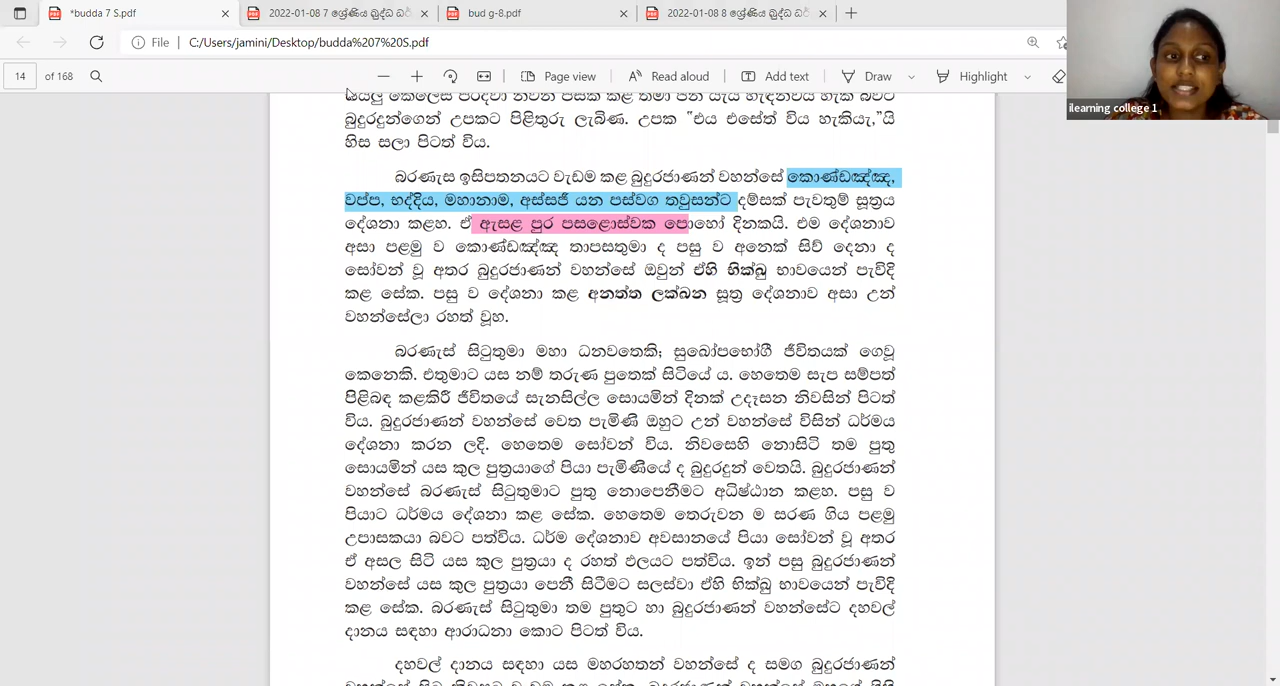 *budda 7 S.pdf
2022-01-08 7 ශ්‍රේණිය බුද්ධ ධර්
bud g-8.pdf
2022-01-08 8 ශ්‍රේණිය බුද්ධ ධර්
File
C:/Users/jamini/Desktop/budda%207%20S.pdf
14 of 168
Page view
Read aloud
Add text
Draw
Highlight
ilearning college 1
බුදුරදුන්ගෙන් උපකට පිළිතුරු ලැබිණ. උපක “එය එසේත් විය හැකියැ,”යි
හිස සලා පිටත් විය.
බරණැස ඉසිපතනයට වැඩම කළ බුදුරජාණන් වහන්සේ කොණ්ඩඤ්ඤ,
වප්ප, භද්දිය, මහානාම, අස්සජි යන පස්වග තවුසන්ට දම්සක් පැවතුම් සූත්‍රය
දේශනා කළහ. ඒ ඇසළ පුර පසළොස්වක පොහෝ දිනකයි. එම දේශනාව
අසා පළමු ව කොණ්ඩඤ්ඤ තාපසතුමා ද පසු ව අනෙක් සිව් දෙනා ද
සෝවන් වූ අතර බුදුරජාණන් වහන්සේ ඔවුන් ඒහි භික්ඛු භාවයෙන් පැවිදි
කළ සේක. පසු ව දේශනා කළ අනත්ත ලක්ඛන සූත්‍ර දේශනාව අසා උන්
වහන්සේලා රහත් වූහ.
බරණැස් සිටුතුමා මහා ධනවතෙකි; සුඛෝපභෝගී ජීවිතයක් ගෙවූ
කෙනෙකි. එතුමාට යස නම් තරුණ පුතෙක් සිටියේ ය. හෙතෙම සැප සම්පත්
පිළිබඳ කළකිරී ජීවිතයේ සැනසිල්ල සොයමින් දිනක් උදෑසන නිවසින් පිටත්
විය. බුදුරජාණන් වහන්සේ වෙත පැමිණි ඔහුට උන් වහන්සේ විසින් ධර්මය
දේශනා කරන ලදි. හෙතෙම සෝවන් විය. නිවසෙහි නොසිටි තම පුතු
සොයමින් යස කුල පුත්‍රයාගේ පියා පැමිණියේ ද බුදුරදුන් වෙතයි. බුදුරජාණන්
වහන්සේ බරණැස් සිටුතුමාට පුතු නොපෙනීමට අධිෂ්ඨාන කළහ. පසු ව
පියාට ධර්මය දේශනා කළ සේක. හෙතෙම තෙරුවන ම සරණ ගිය පළමු
උපාසකයා බවට පත්විය. ධර්ම දේශනාව අවසානයේ පියා සෝවන් වූ අතර
ඒ අසල සිටි යස කුල පුත්‍රයා ද රහත් ඵලයට පත්විය. ඉන් පසු බුදුරජාණන්
වහන්සේ යස කුල පුත්‍රයා පෙනී සිටීමට සලස්වා ඒහි භික්ඛු භාවයෙන් පැවිදි
කළ සේක. බරණැස් සිටුතුමා තම පුතුට හා බුදුරජාණන් වහන්සේට දහවල්
දානය සඳහා ආරාධනා කොට පිටත් විය.
දහවල් දානය සඳහා යස මහරහතන් වහන්සේ ද සමග බුදුරජාණන්